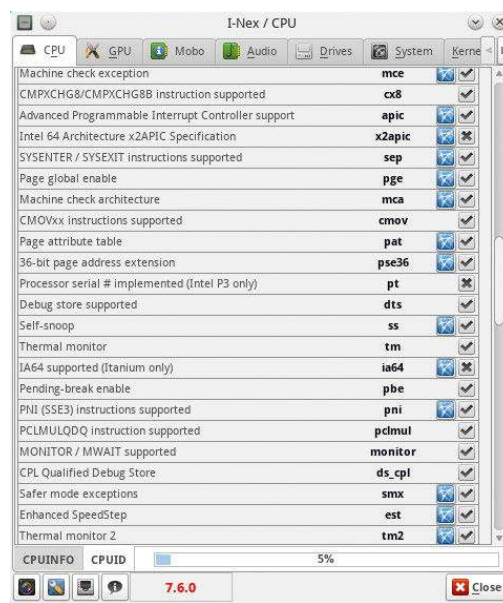 I-Nex / CPU
CPU GPU Mobo Audio Drives System Kerne
Machine check exception mce
CMPXCHG8/CMPXCHG8B instruction supported cx8
Advanced Programmable Interrupt Controller support apic
Intel 64 Architecture x2APIC Specification x2apic
SYSENTER / SYSEXIT instructions supported sep
Page global enable pge
Machine check architecture mca
CMOVxx instructions supported cmov
Page attribute table pat
36-bit page address extension pse36
Processor serial # implemented (Intel P3 only) pt
Debug store supported dts
Self-snoop ss
Thermal monitor tm
IA64 supported (Itanium only) ia64
Pending-break enable pbe
PNI (SSE3) instructions supported pni
PCLMULQDQ instruction supported pclmul
MONITOR / MWAIT supported monitor
CPL Qualified Debug Store ds_cpl
Safer mode exceptions smx
Enhanced SpeedStep est
Thermal monitor 2 tm2
CPUINFO CPUID 5%
7.6.0 Close